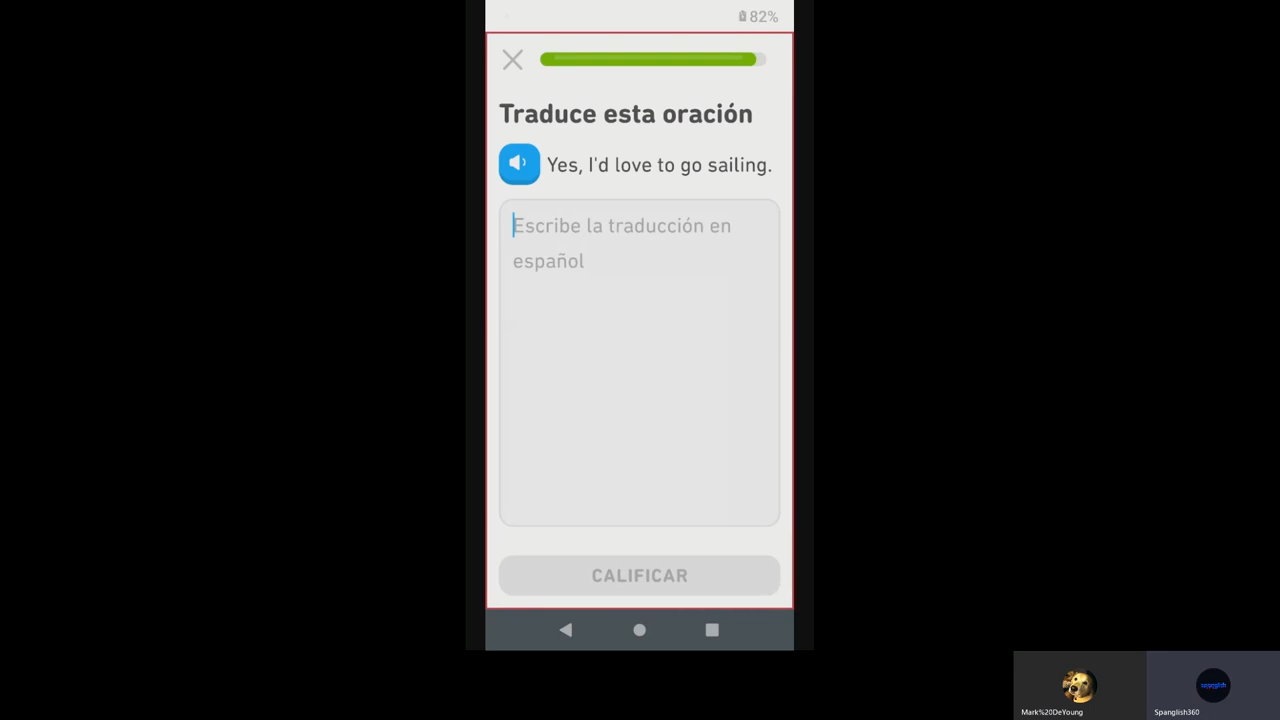 82%
Traduce esta oración
Yes, I'd love to go sailing.
Escribe la traducción en
español
CALIFICAR
Mark%20DeYoung
Spanglish360